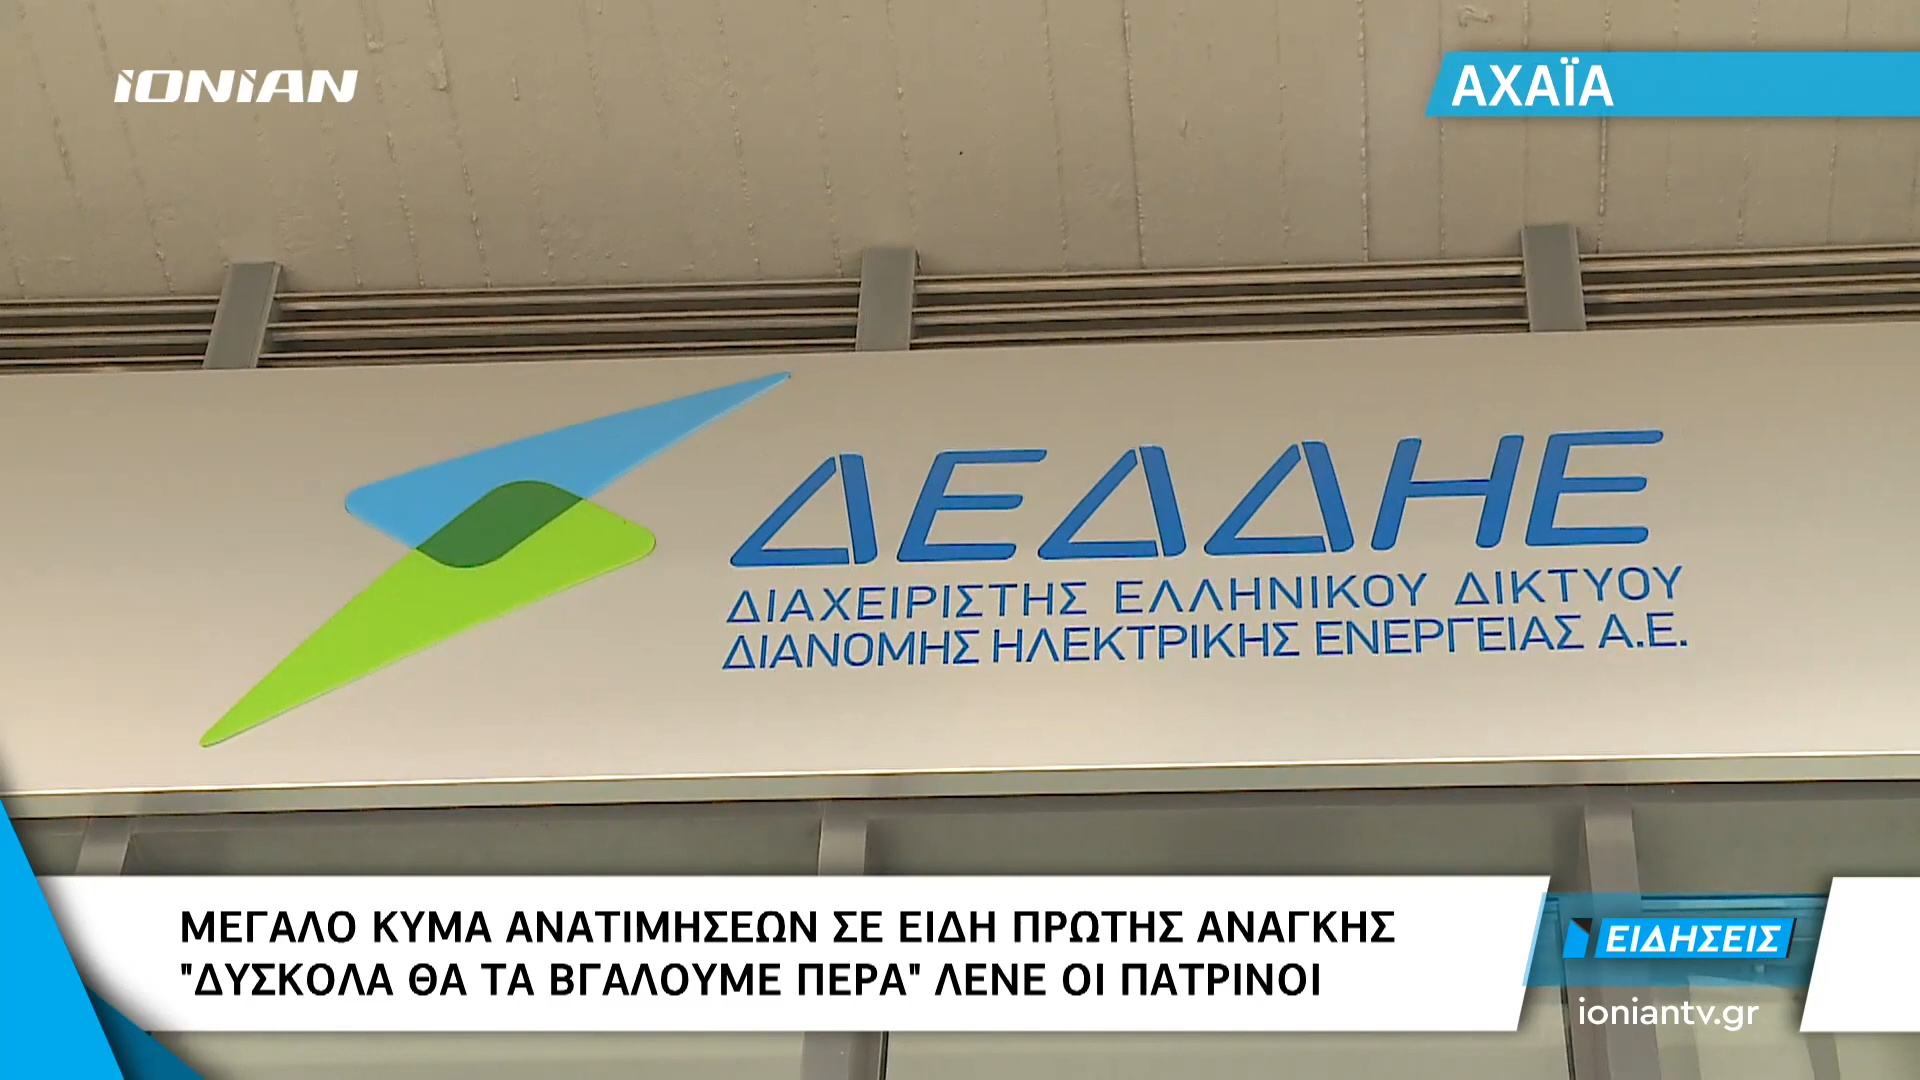 IONIAN
ΑΧΑΪΑ
ΔΕΔΔΗΕ
ΔΙΑΧΕΙΡΙΣΤΗΣ ΕΛΛΗΝΙΚΟΥ ΔΙΚΤΥΟΥ
ΔΙΑΝΟΜΗΣ ΗΛΕΚΤΡΙΚΗΣ ΕΝΕΡΓΕΙΑΣ Α.Ε.
ΜΕΓΑΛΟ ΚΥΜΑ ΑΝΑΤΙΜΗΣΕΩΝ ΣΕ ΕΙΔΗ ΠΡΩΤΗΣ ΑΝΑΓΚΗΣ
"ΔΥΣΚΟΛΑ ΘΑ ΤΑ ΒΓΑΛΟΥΜΕ ΠΕΡΑ" ΛΕΝΕ ΟΙ ΠΑΤΡΙΝΟΙ
ΕΙΔΗΣΕΙΣ
ioniantv.gr